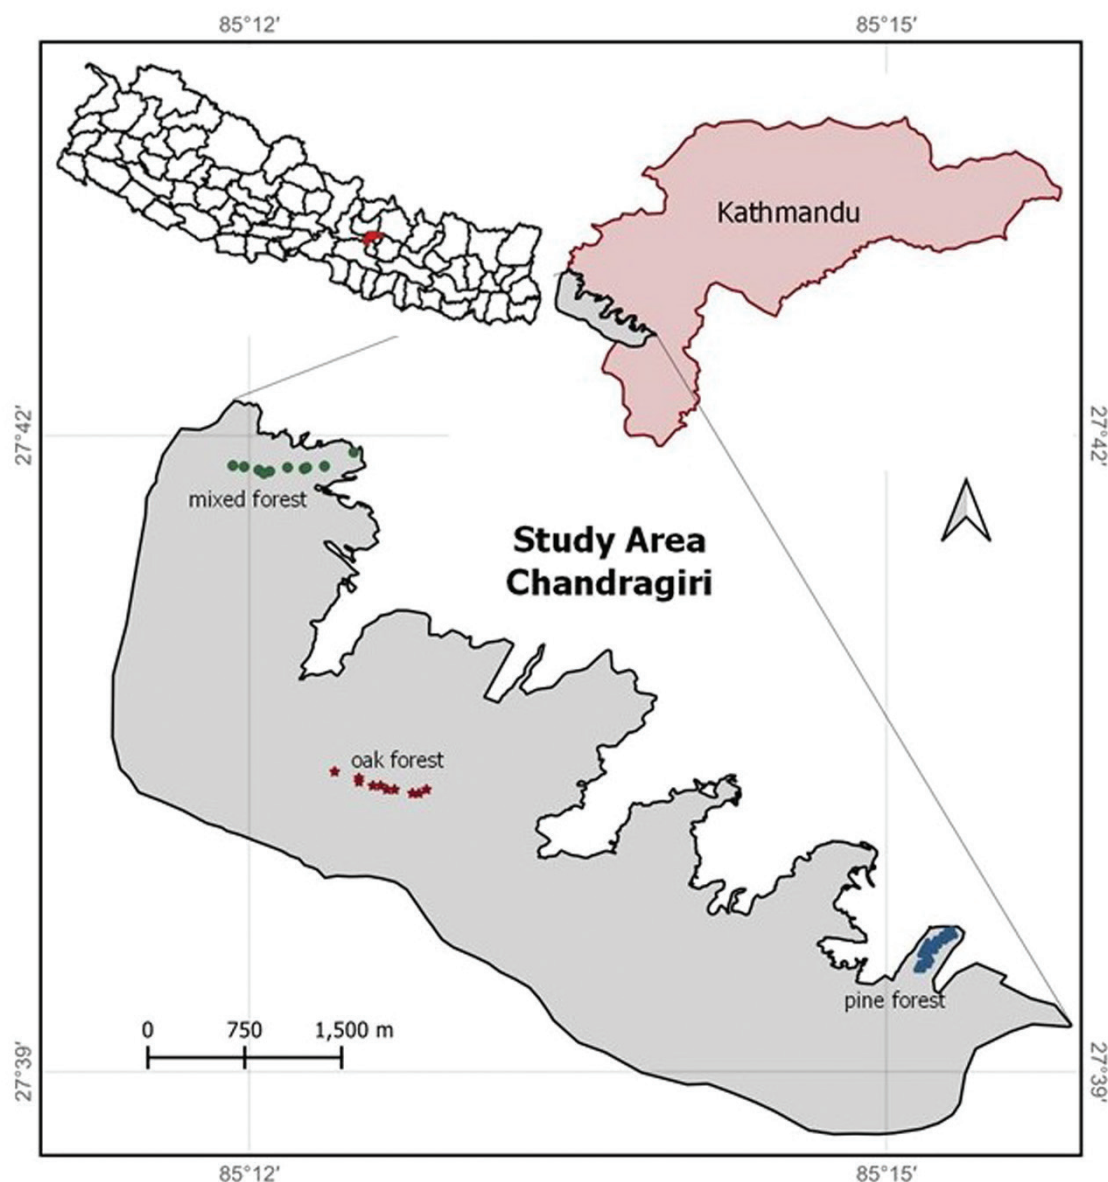 85°12′
85°15′
Kathmandu
27°42′
27°42′
mixed forest
Study Area
Chandragiri
oak forest
pine forest
0 750 1,500 m
27°39′
27°39′
85°12′
85°15′